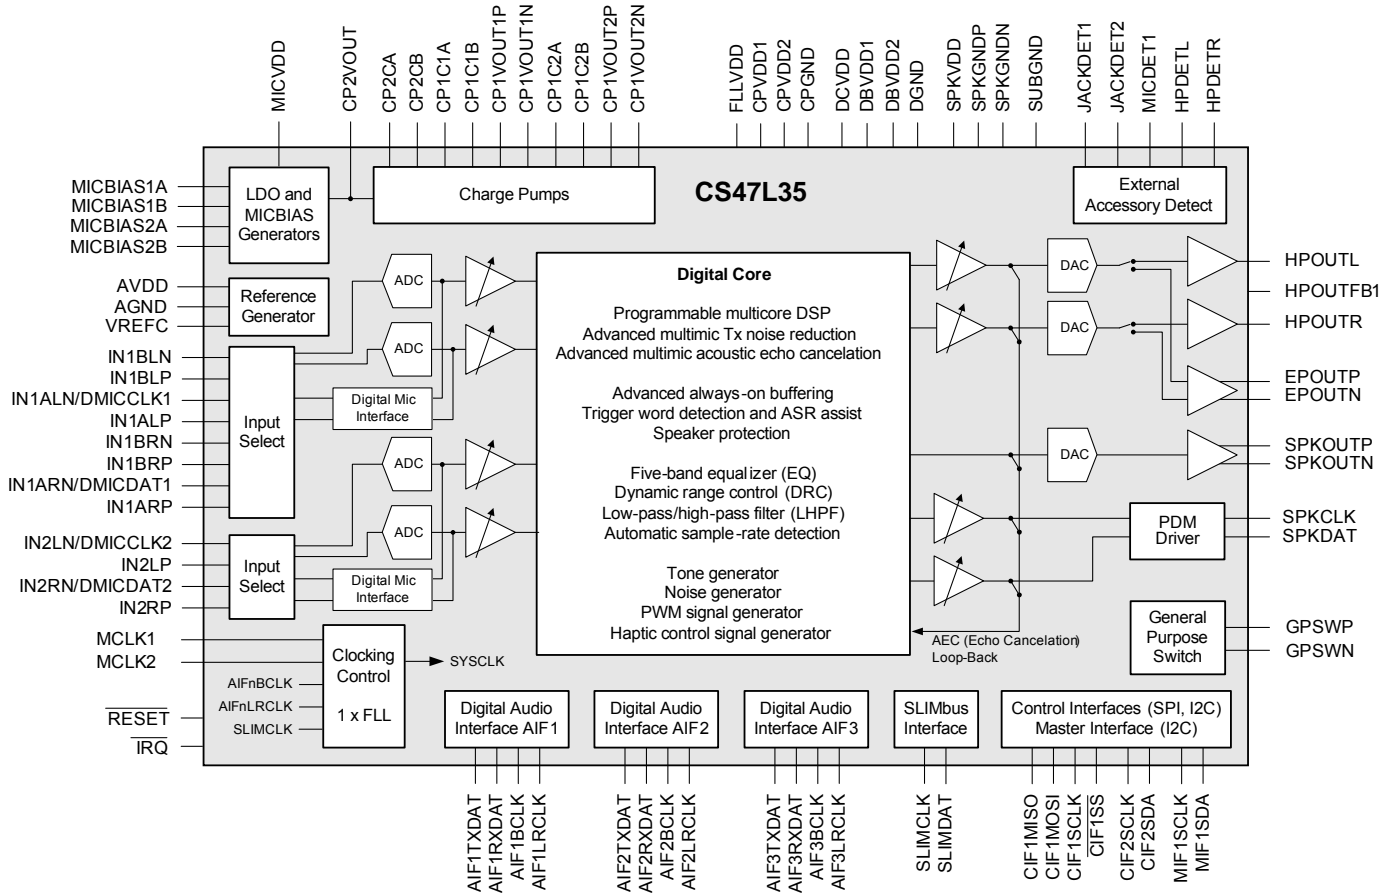 MICVDD
CP2VOUT
CP2CA
CP2CB
CP1C1A
CP1C1B
CP1VOUT1P
CP1VOUT1N
CP1C2A
CP1C2B
CP1VOUT2P
CP1VOUT2N
FLLVDD
CPVDD1
CPVDD2
CPGND
DCVDD
DBVDD1
DBVDD2
DGND
SPKVDD
SPKGNDP
SPKGNDN
SUBGND
JACKDET1
JACKDET2
MICDET1
HPDETL
HPDETR
MICBIAS1A
MICBIAS1B
MICBIAS2A
MICBIAS2B
LDO and
MICBIAS
Generators
Charge Pumps
CS47L35
External
Accessory Detect
AVDD
AGND
VREFC
Reference
Generator
IN1BLN
IN1BLP
IN1ALN/DMICCLK1
IN1ALP
IN1BRN
IN1BRP
IN1ARN/DMICDAT1
IN1ARP
Input
Select
ADC
ADC
Digital Mic
Interface
IN2LN/DMICCLK2
IN2LP
IN2RN/DMICDAT2
IN2RP
Input
Select
ADC
ADC
Digital Mic
Interface
Digital Core
Programmable multicore DSP
Advanced multimic Tx noise reduction
Advanced multimic acoustic echo cancelation
Advanced always-on buffering
Trigger word detection and ASR assist
Speaker protection
Five-band equalizer (EQ)
Dynamic range control (DRC)
Low-pass/high-pass filter (LHPF)
Automatic sample-rate detection
Tone generator
Noise generator
PWM signal generator
Haptic control signal generator
DAC
DAC
DAC
HPOUTL
HPOUTFB1
HPOUTR
EPOUTP
EPOUTN
SPKOUTP
SPKOUTN
PDM
Driver
SPKCLK
SPKDAT
General
Purpose
Switch
GPSWP
GPSWN
AEC (Echo Cancelation)
Loop-Back
MCLK1
MCLK2
AIFnBCLK
AIFnLRCLK
SLIMCLK
Clocking
Control
1 x FLL
SYSCLK
RESET
IRQ
Digital Audio
Interface AIF1
Digital Audio
Interface AIF2
Digital Audio
Interface AIF3
SLIMbus
Interface
Control Interfaces (SPI, I2C)
Master Interface (I2C)
AIF1TXDAT
AIF1RXDAT
AIF1BCLK
AIF1LRCLK
AIF2TXDAT
AIF2RXDAT
AIF2BCLK
AIF2LRCLK
AIF3TXDAT
AIF3RXDAT
AIF3BCLK
AIF3LRCLK
SLIMCLK
SLIMDAT
CIF1MISO
CIF1MOSI
CIF1SCLK
CIF1SS
CIF2SCLK
CIF2SDA
MIF1SCLK
MIF1SDA